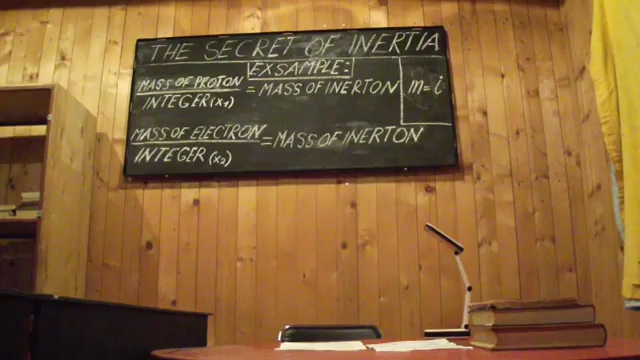 THE SECRET OF INERTIA
EXSAMPLE:
MASS OF PROTON
INTEGER (x₁)
= MASS OF INERTON
m=i
MASS OF ELECTRON
INTEGER (x₂)
= MASS OF INERTON